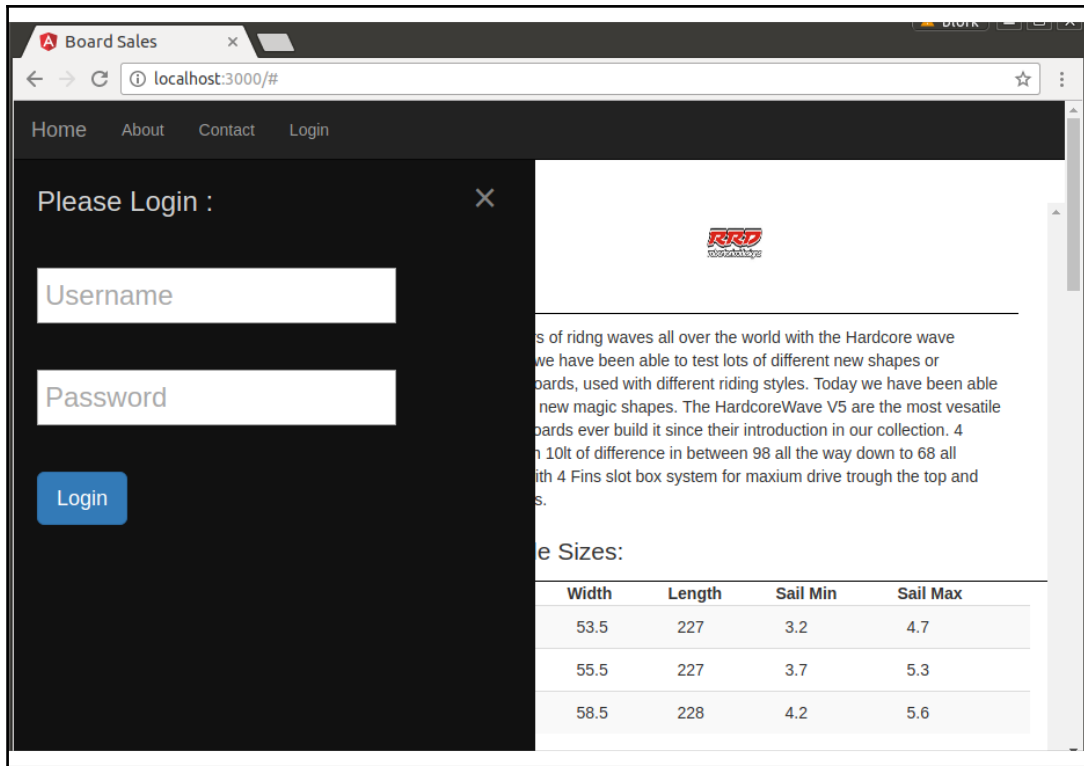 Blork
Board Sales
localhost:3000/#
Home About Contact Login
Please Login : ×
RRD
Username
Password
Login
s of ridng waves all over the world with the Hardcore wave
we have been able to test lots of different new shapes or
oards, used with different riding styles. Today we have been able
new magic shapes. The HardcoreWave V5 are the most vesatile
oards ever build it since their introduction in our collection. 4
n 10lt of difference in between 98 all the way down to 68 all
ith 4 Fins slot box system for maxium drive trough the top and
s.
le Sizes:
Width Length Sail Min Sail Max
53.5 227 3.2 4.7
55.5 227 3.7 5.3
58.5 228 4.2 5.6